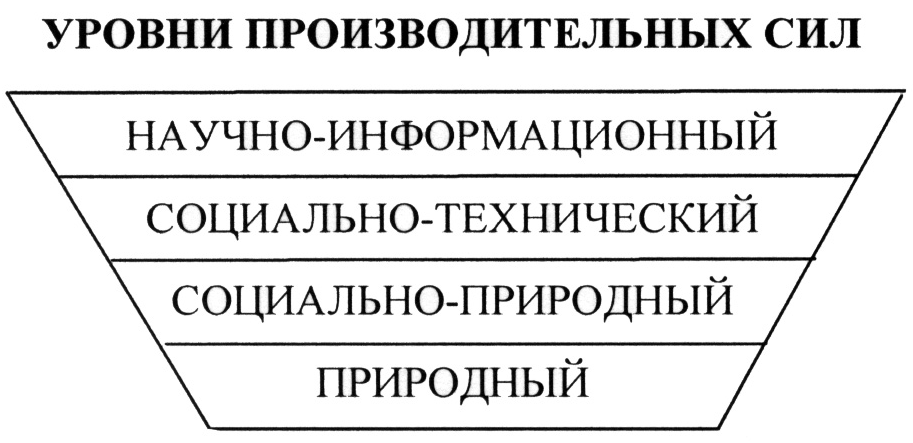 УРОВНИ ПРОИЗВОДИТЕЛЬНЫХ СИЛ
НАУЧНО-ИНФОРМАЦИОННЫЙ
СОЦИАЛЬНО-ТЕХНИЧЕСКИЙ
СОЦИАЛЬНО-ПРИРОДНЫЙ
ПРИРОДНЫЙ